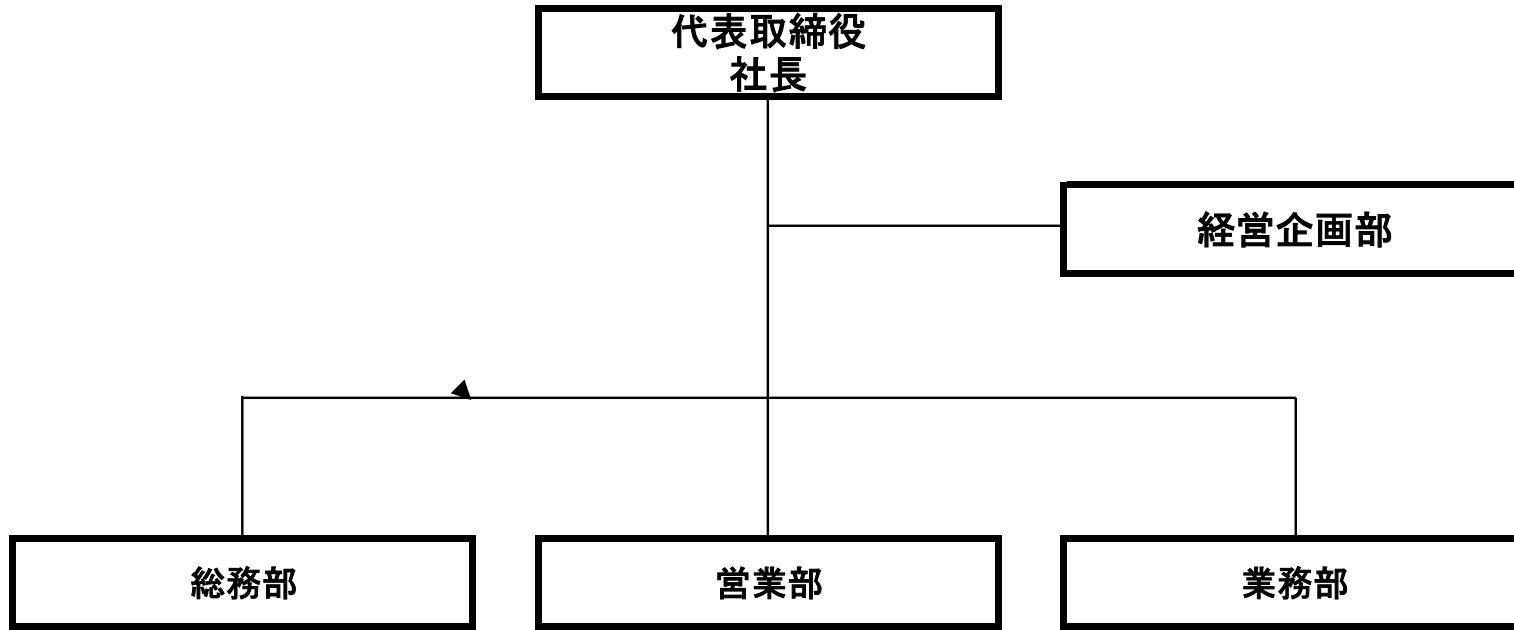 代表取締役
社長
経営企画部
総務部
営業部
業務部